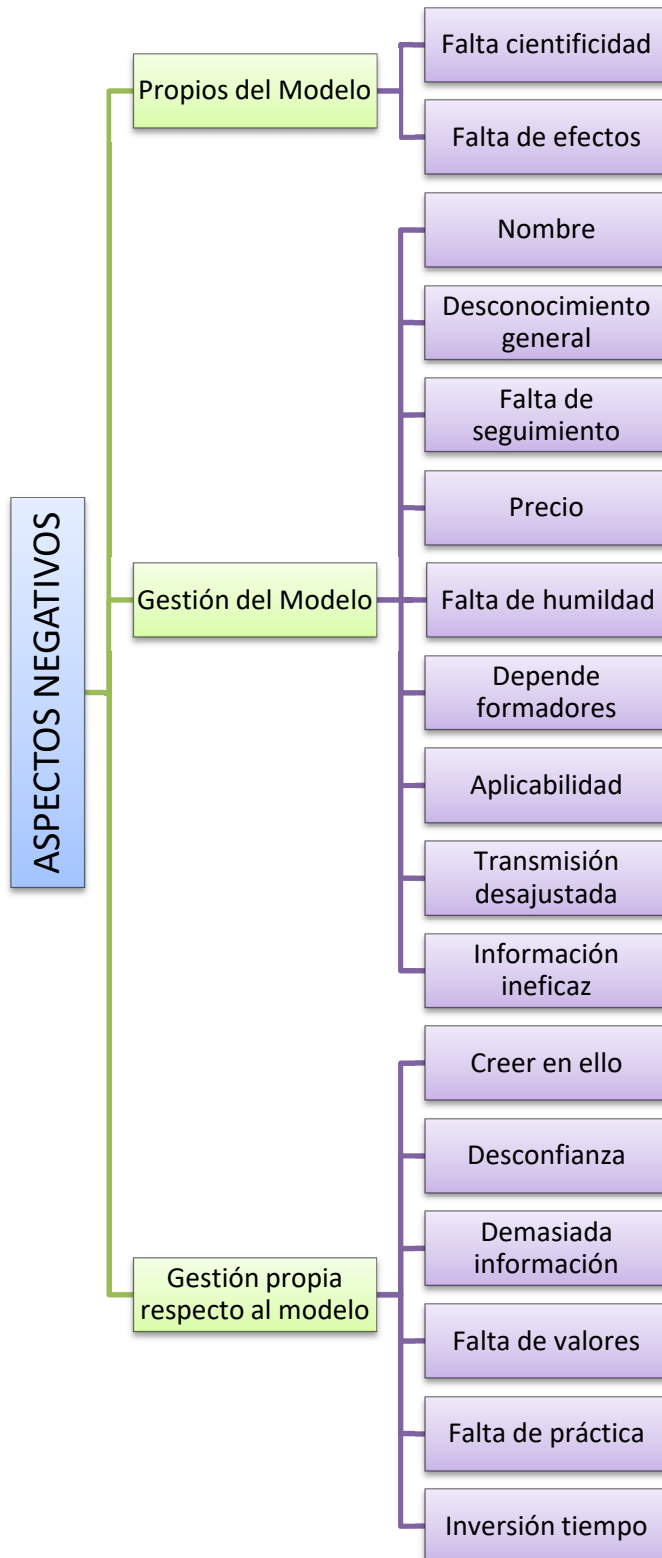 ASPECTOS NEGATIVOS
Propios del Modelo
Falta cientificidad
Falta de efectos
Gestión del Modelo
Nombre
Desconocimiento
general
Falta de
seguimiento
Precio
Falta de humildad
Depende
formadores
Aplicabilidad
Transmisión
desajustada
Información
ineficaz
Gestión propia
respecto al modelo
Creer en ello
Desconfianza
Demasiada
información
Falta de valores
Falta de práctica
Inversión tiempo